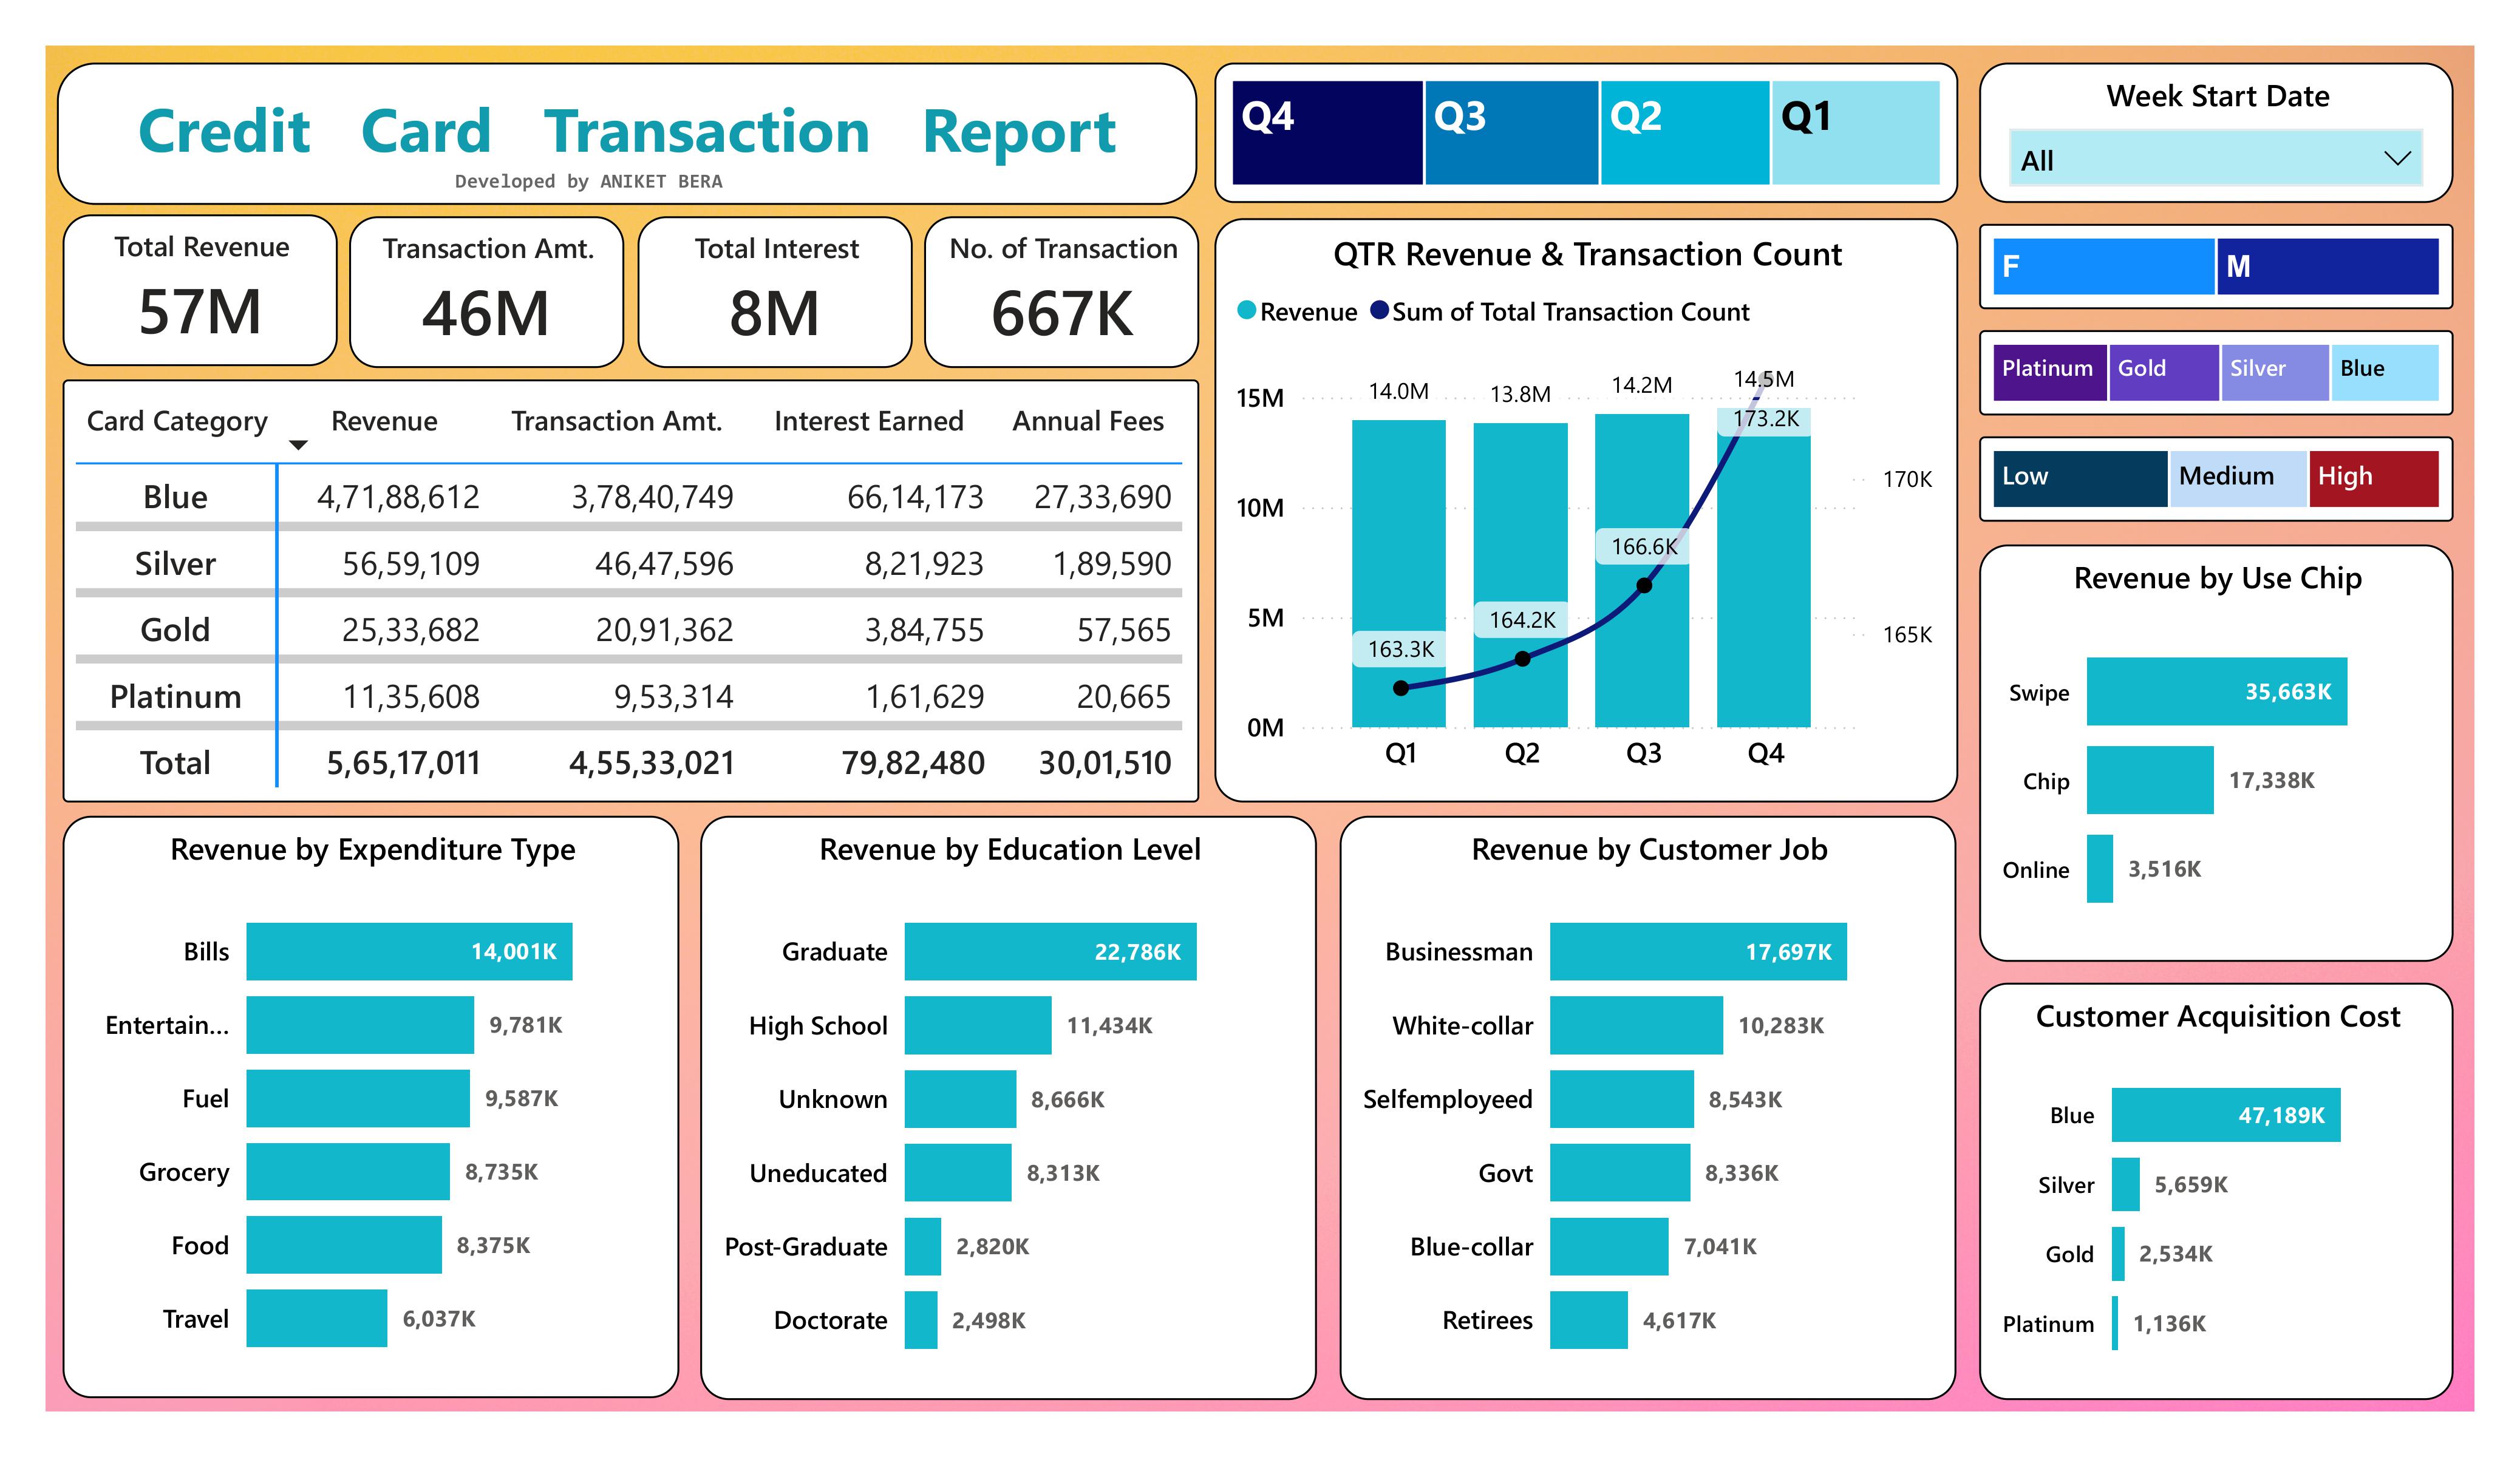 Credit Card Transaction Report
Developed by ANIKET BERA
Q4 Q3 Q2 Q1
Week Start Date
All
F M
Platinum Gold Silver Blue
Low Medium High
Total Revenue
57M
Transaction Amt.
46M
Total Interest
8M
No. of Transaction
667K
Card Category Revenue Transaction Amt. Interest Earned Annual Fees
Blue 4,71,88,612 3,78,40,749 66,14,173 27,33,690
Silver 56,59,109 46,47,596 8,21,923 1,89,590
Gold 25,33,682 20,91,362 3,84,755 57,565
Platinum 11,35,608 9,53,314 1,61,629 20,665
Total 5,65,17,011 4,55,33,021 79,82,480 30,01,510
QTR Revenue & Transaction Count
Revenue Sum of Total Transaction Count
14.0M 13.8M 14.2M 14.5M
15M
173.2K
170K
10M
166.6K
5M
164.2K
165K
163.3K
0M
Q1 Q2 Q3 Q4
Revenue by Use Chip
Swipe 35,663K
Chip 17,338K
Online 3,516K
Revenue by Expenditure Type
Bills 14,001K
Entertain... 9,781K
Fuel 9,587K
Grocery 8,735K
Food 8,375K
Travel 6,037K
Revenue by Education Level
Graduate 22,786K
High School 11,434K
Unknown 8,666K
Uneducated 8,313K
Post-Graduate 2,820K
Doctorate 2,498K
Revenue by Customer Job
Businessman 17,697K
White-collar 10,283K
Selfemployeed 8,543K
Govt 8,336K
Blue-collar 7,041K
Retirees 4,617K
Customer Acquisition Cost
Blue 47,189K
Silver 5,659K
Gold 2,534K
Platinum 1,136K